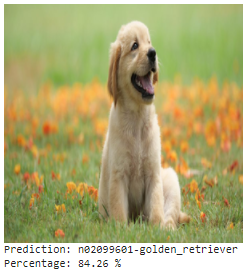 Prediction: n02099601-golden_retriever
Percentage: 84.26 %